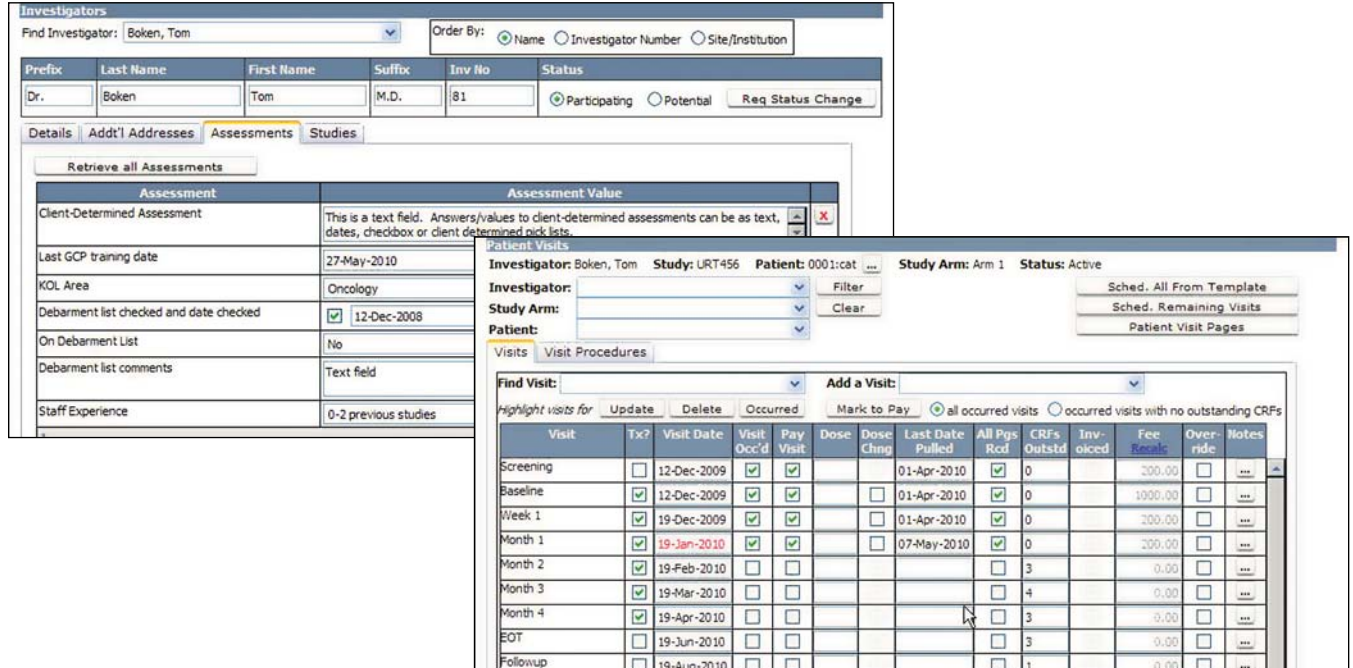 Investigators
Find Investigator: Boken, Tom Order By: Name Investigator Number Site/Institution
Prefix Last Name First Name Suffix Inv No Status
Dr. Boken Tom M.D. 81 Participating Potential Req Status Change
Details Addt'l Addresses Assessments Studies
Retrieve all Assessments
Assessment Assessment Value
Client-Determined Assessment This is a text field. Answers/values to client-determined assessments can be as text, X
dates, checkbox or client determined pick lists.
Last GCP training date 27-May-2010
KOL Area Oncology
Debarment list checked and date checked 12-Dec-2008
On Debarment List No
Debarment list comments Text field
Staff Experience 0-2 previous studies
Patient Visits
Investigator: Boken, Tom Study: URT456 Patient: 0001:cat ... Study Arm: Arm 1 Status: Active
Investigator: Filter Sched. All From Template
Study Arm: Clear Sched. Remaining Visits
Patient: Patient Visit Pages
Visits Visit Procedures
Find Visit: Add a Visit:
Highlight visits for Update Delete Occurred Mark to Pay all occurred visits occurred visits with no outstanding CRFs
Visit Tx? Visit Date Visit Pay Dose Dose Last Date All Pgs CRFs Inv- Fee Over- Notes
Occ'd Visit Chng Pulled Rcd Outstd oiced Recalc ride
Screening 12-Dec-2009 01-Apr-2010 0 200.00 ...
Baseline 12-Dec-2009 01-Apr-2010 0 1000.00 ...
Week 1 19-Dec-2009 01-Apr-2010 0 200.00 ...
Month 1 19-Jan-2010 07-May-2010 0 200.00 ...
Month 2 19-Feb-2010 3 0.00 ...
Month 3 19-Mar-2010 4 0.00 ...
Month 4 19-Apr-2010 3 0.00 ...
EOT 19-Jun-2010 3 0.00 ...
Followup 19-Aug-2010 1 0.00 ...